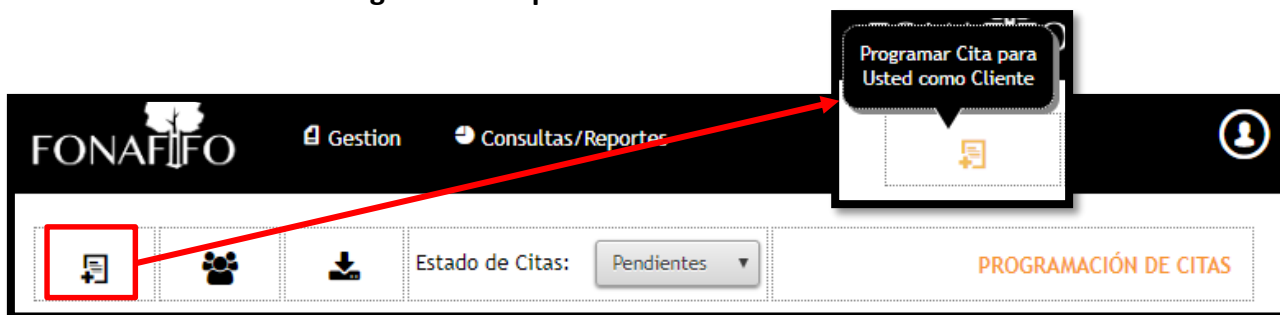 Programar Cita para
Usted como Cliente
FONAFIFO
Gestion
Consultas/Reportes
Estado de Citas:
Pendientes
PROGRAMACIÓN DE CITAS